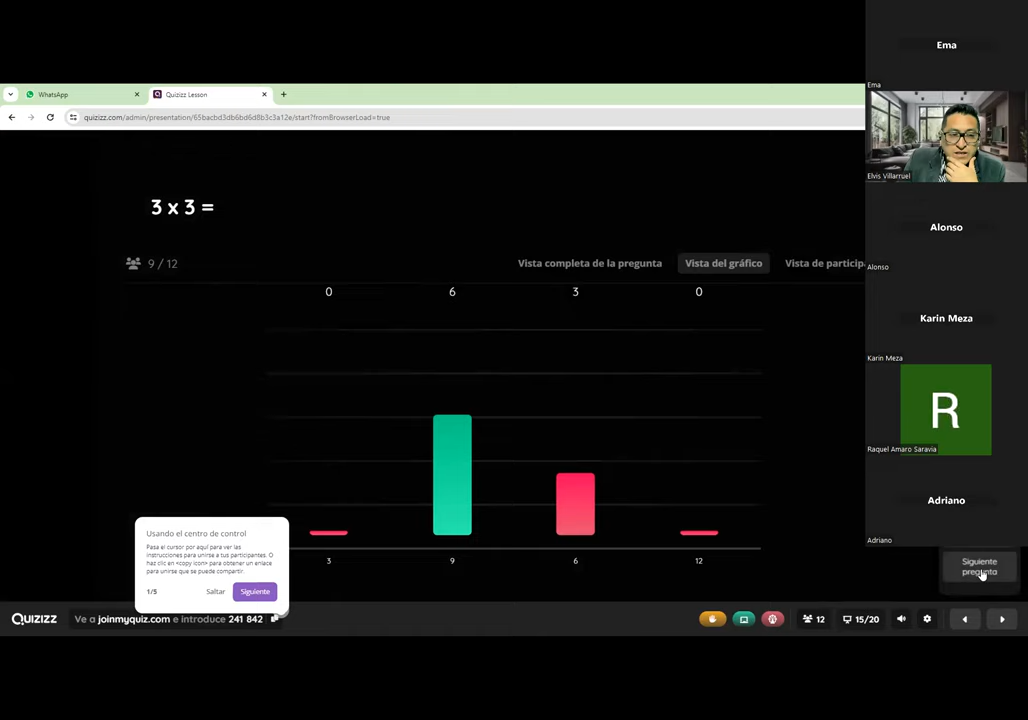 WhatsApp
Quizizz Lesson
quizizz.com/admin/presentation/65bacbd3db6bd6d8b3c3a12e/start?fromBrowserLoad=true
3 x 3 =
9 / 12
Vista completa de la pregunta
Vista del gráfico
Vista de participa
0 6 3 0
3 9 6 12
Usando el centro de control
Pasa el cursor por aquí para ver las
instrucciones para unirse a tus participantes. O
haz clic en <copy icon> para obtener un enlace
para unirse que se puede compartir.
1/5 Saltar Siguiente
QUIZIZZ
Ve a joinmyquiz.com e introduce 241 842
12
15/20
Siguiente
pregunta
Ema
Ema
Elvis Villarruel
Alonso
Alonso
Karin Meza
Karin Meza
R
Raquel Amaro Saravia
Adriano
Adriano